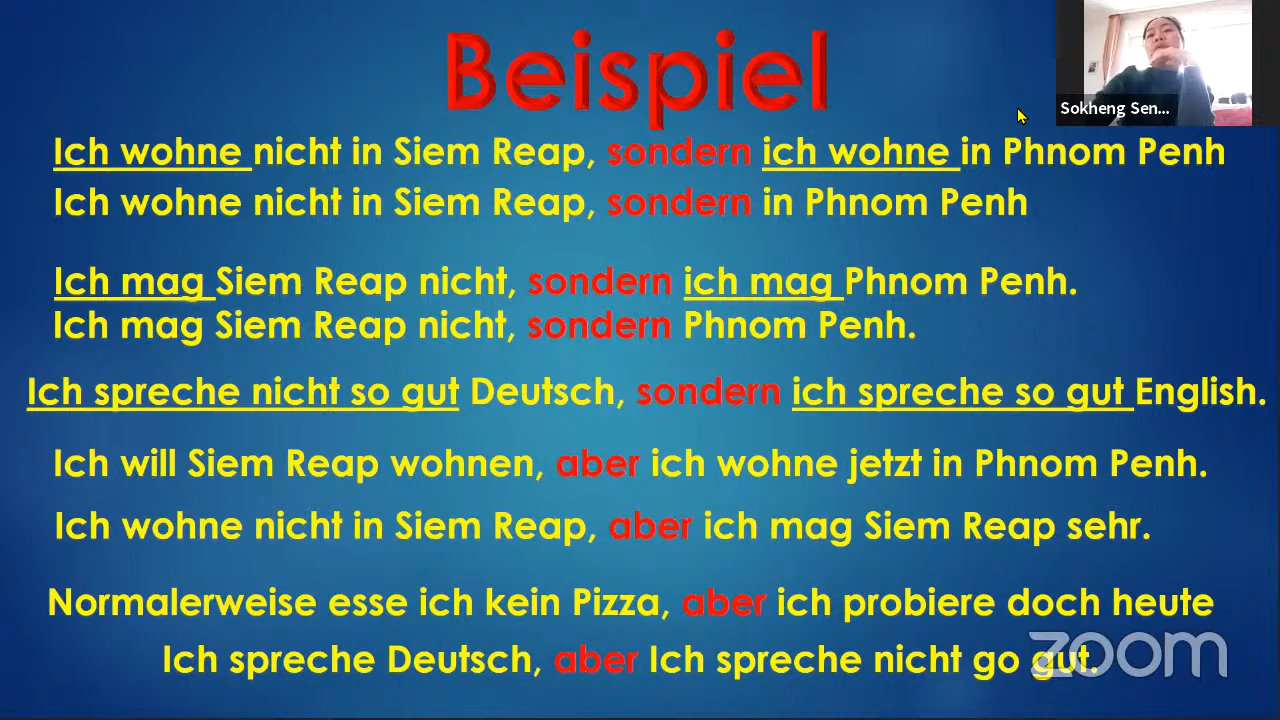 Beispiel
Sokheng Sen...
Ich wohne nicht in Siem Reap, sondern ich wohne in Phnom Penh
Ich wohne nicht in Siem Reap, sondern in Phnom Penh
Ich mag Siem Reap nicht, sondern ich mag Phnom Penh.
Ich mag Siem Reap nicht, sondern Phnom Penh.
Ich spreche nicht so gut Deutsch, sondern ich spreche so gut English.
Ich will Siem Reap wohnen, aber ich wohne jetzt in Phnom Penh.
Ich wohne nicht in Siem Reap, aber ich mag Siem Reap sehr.
Normalerweise esse ich kein Pizza, aber ich probiere doch heute
Ich spreche Deutsch, aber Ich spreche nicht go gut.
zoom